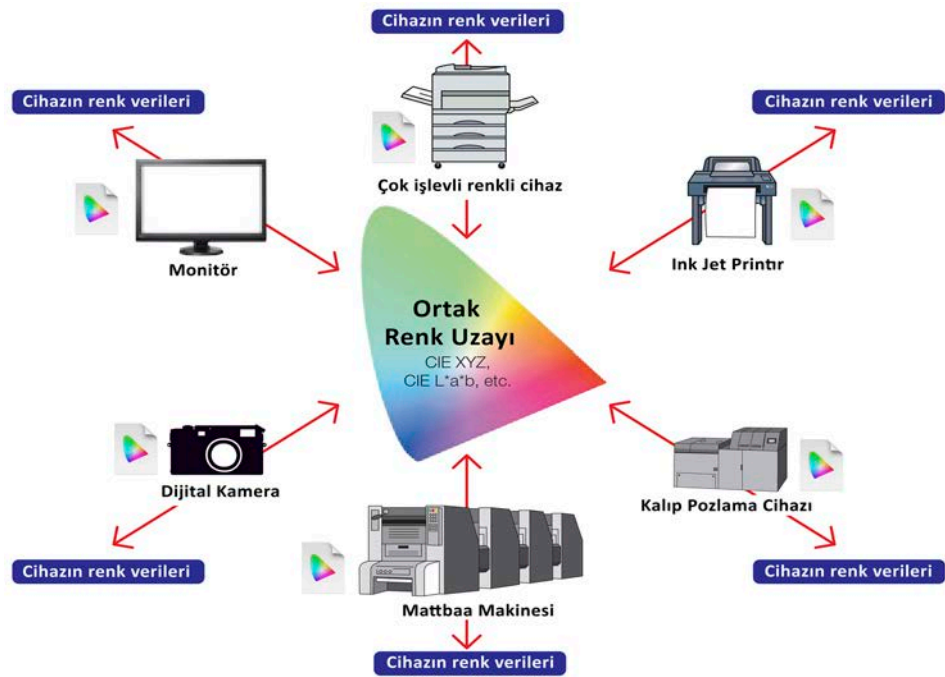 Cihazın renk verileri
Cihazın renk verileri
Cihazın renk verileri
Çok işlevli renkli cihaz
Monitör
Ink Jet Printır
Ortak
Renk Uzayı
CIE XYZ,
CIE L*a*b, etc.
Dijital Kamera
Kalıp Pozlama Cihazı
Cihazın renk verileri
Cihazın renk verileri
Mattbaa Makinesi
Cihazın renk verileri